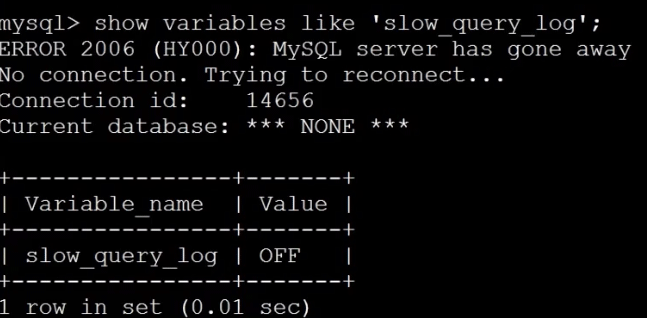 mysql> show variables like 'slow_query_log';
ERROR 2006 (HY000): MySQL server has gone away
No connection. Trying to reconnect...
Connection id:    14656
Current database: *** NONE ***

+----------------+-------+
| Variable_name  | Value |
+----------------+-------+
| slow_query_log | OFF   |
+----------------+-------+
1 row in set (0.01 sec)